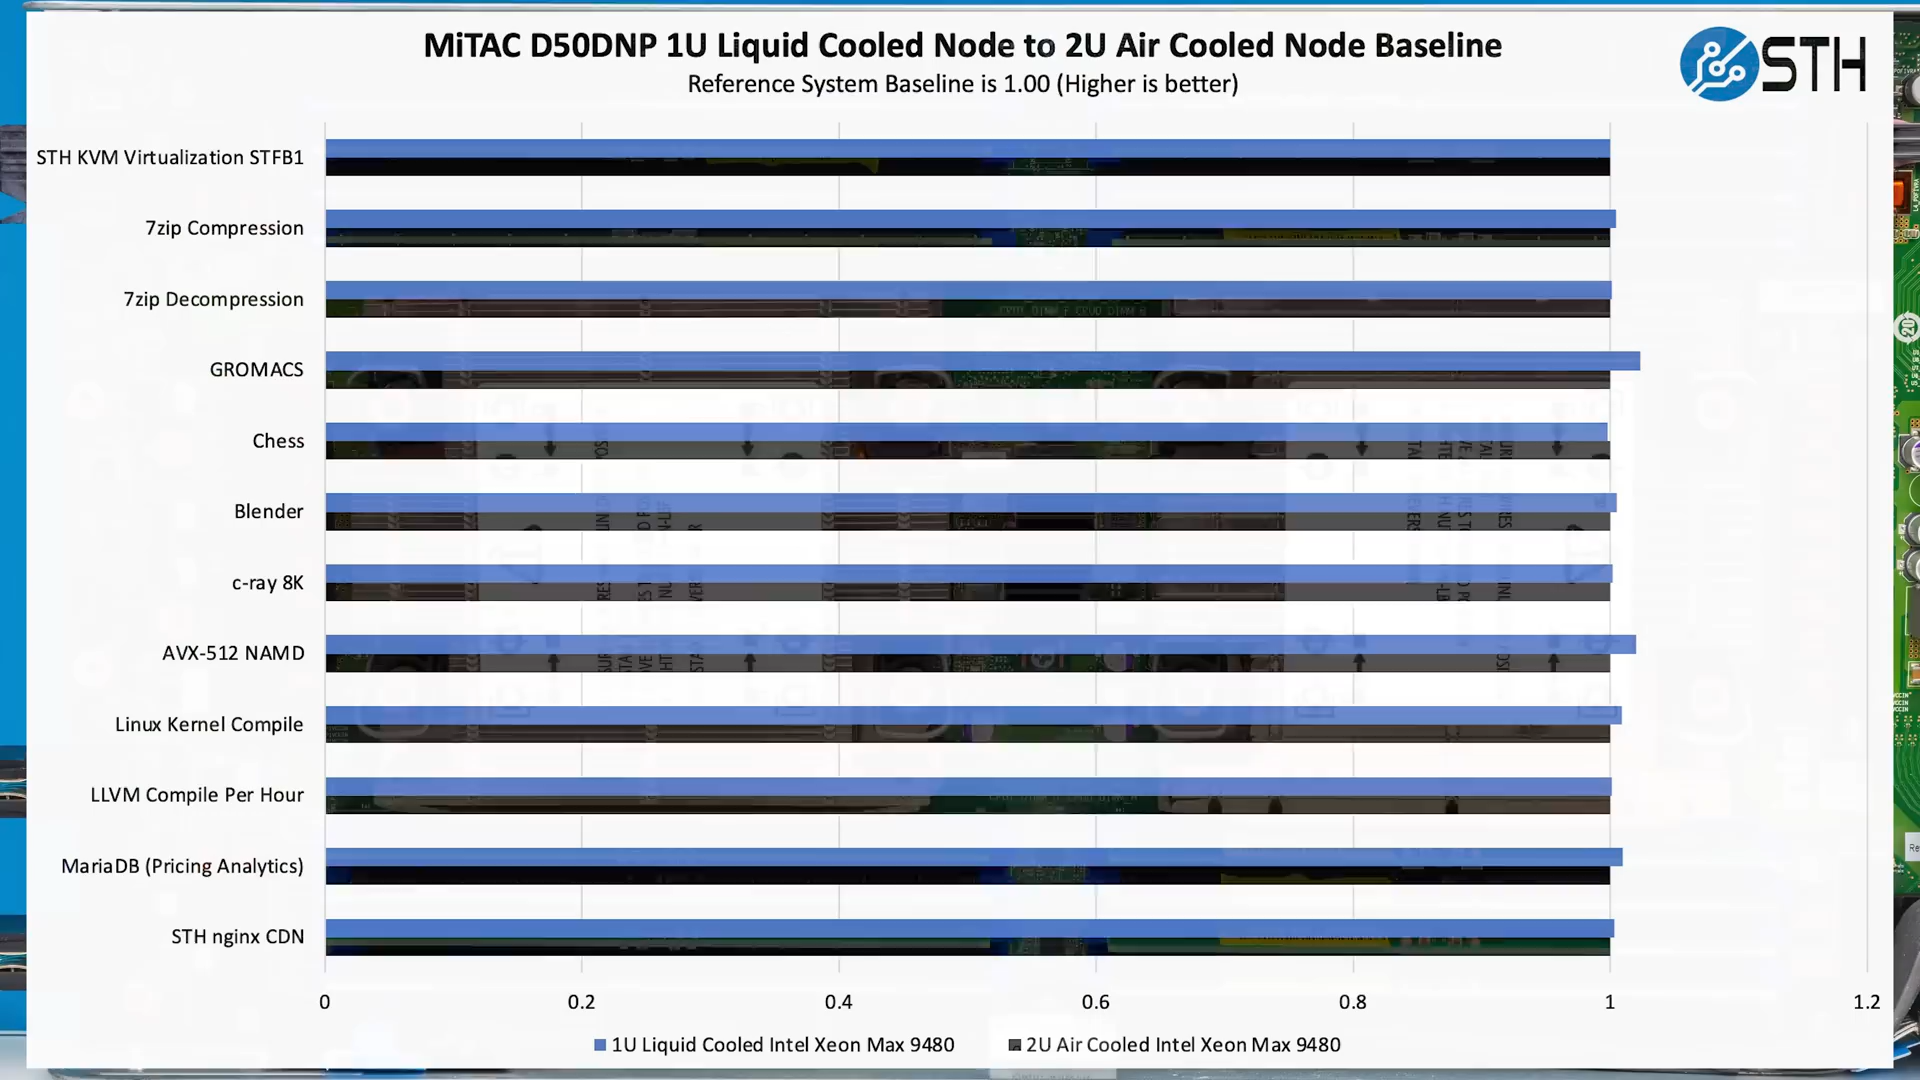 MiTAC D50DNP 1U Liquid Cooled Node to 2U Air Cooled Node Baseline
Reference System Baseline is 1.00 (Higher is better)
STH
STH KVM Virtualization STFB1
7zip Compression
7zip Decompression
GROMACS
Chess
Blender
c-ray 8K
AVX-512 NAMD
Linux Kernel Compile
LLVM Compile Per Hour
MariaDB (Pricing Analytics)
STH nginx CDN
0 0.2 0.4 0.6 0.8 1 1.2
1U Liquid Cooled Intel Xeon Max 9480 2U Air Cooled Intel Xeon Max 9480